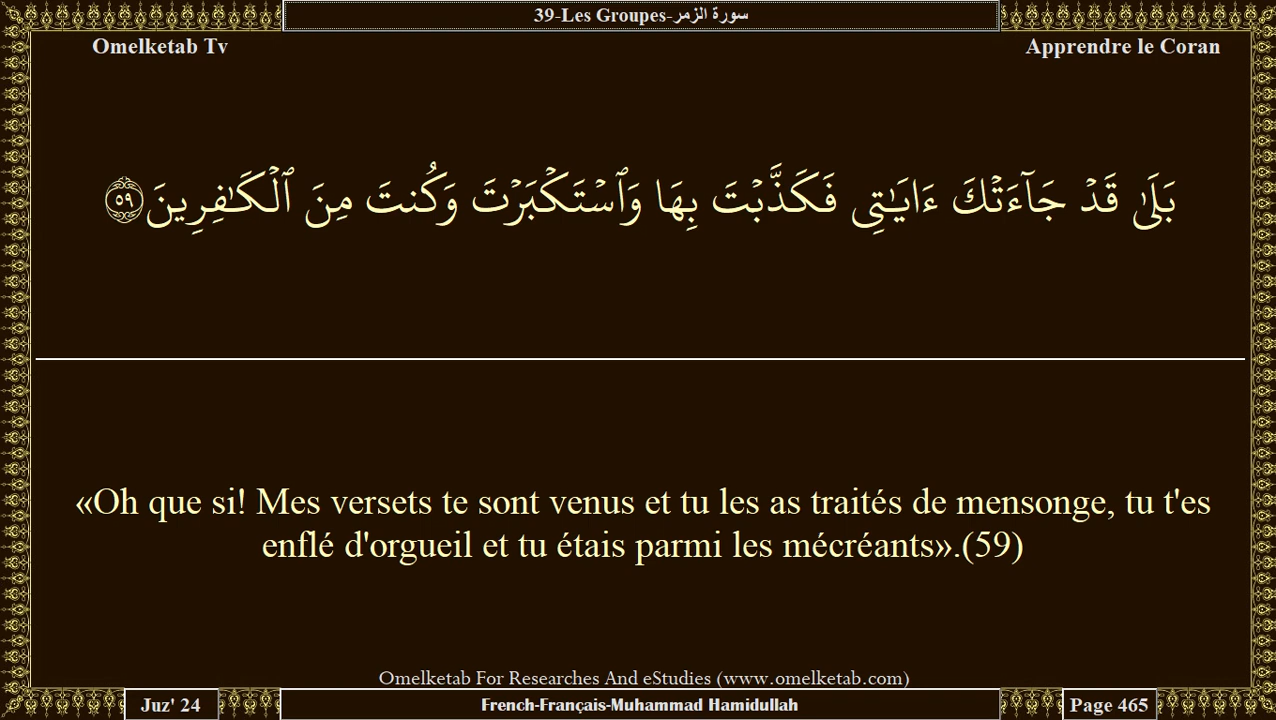 39-Les Groupes-سورة الزمر
Omelketab Tv
Apprendre le Coran
بَلَىٰ قَدْ جَآءَتْكَ ءَايَـٰتِى فَكَذَّبْتَ بِهَا وَٱسْتَكْبَرْتَ وَكُنتَ مِنَ ٱلْكَـٰفِرِينَ ٥٩
«Oh que si! Mes versets te sont venus et tu les as traités de mensonge, tu t'es
enflé d'orgueil et tu étais parmi les mécréants».(59)
Omelketab For Researches And eStudies (www.omelketab.com)
Juz' 24
French-Français-Muhammad Hamidullah
Page 465